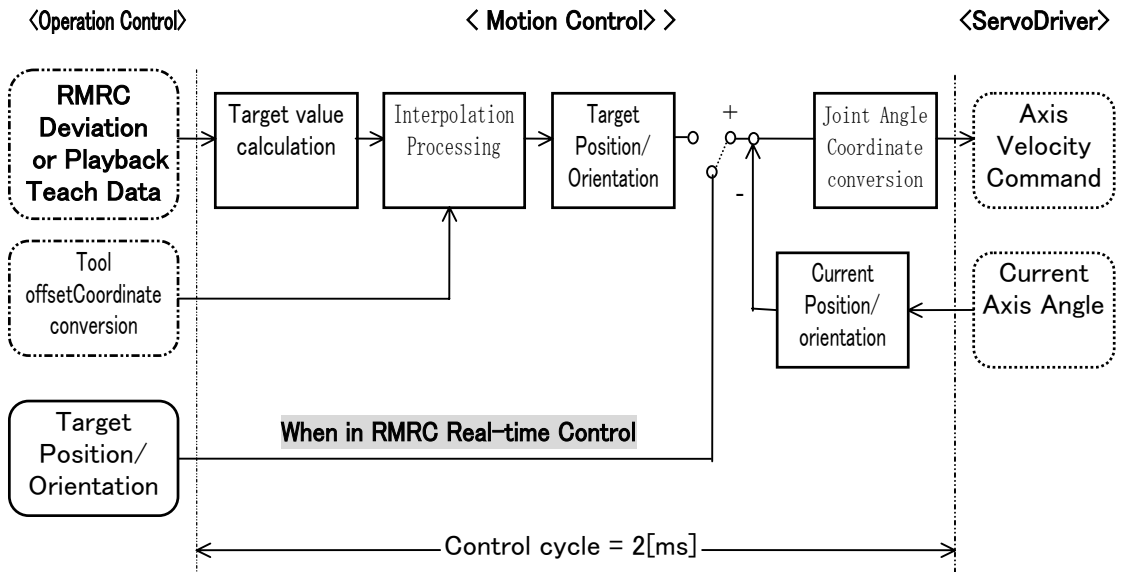 〈Operation Control〉
〈 Motion Control〉 〉
〈ServoDriver〉
RMRC
Deviation
or Playback
Teach Data
Target value
calculation
Interpolation
Processing
Target
Position/
Orientation
+
-
Joint Angle
Coordinate
conversion
Axis
Velocity
Command
Tool
offsetCoordinate
conversion
Current
Position/
orientation
Current
Axis Angle
Target
Position/
Orientation
When in RMRC Real-time Control
Control cycle = 2[ms]